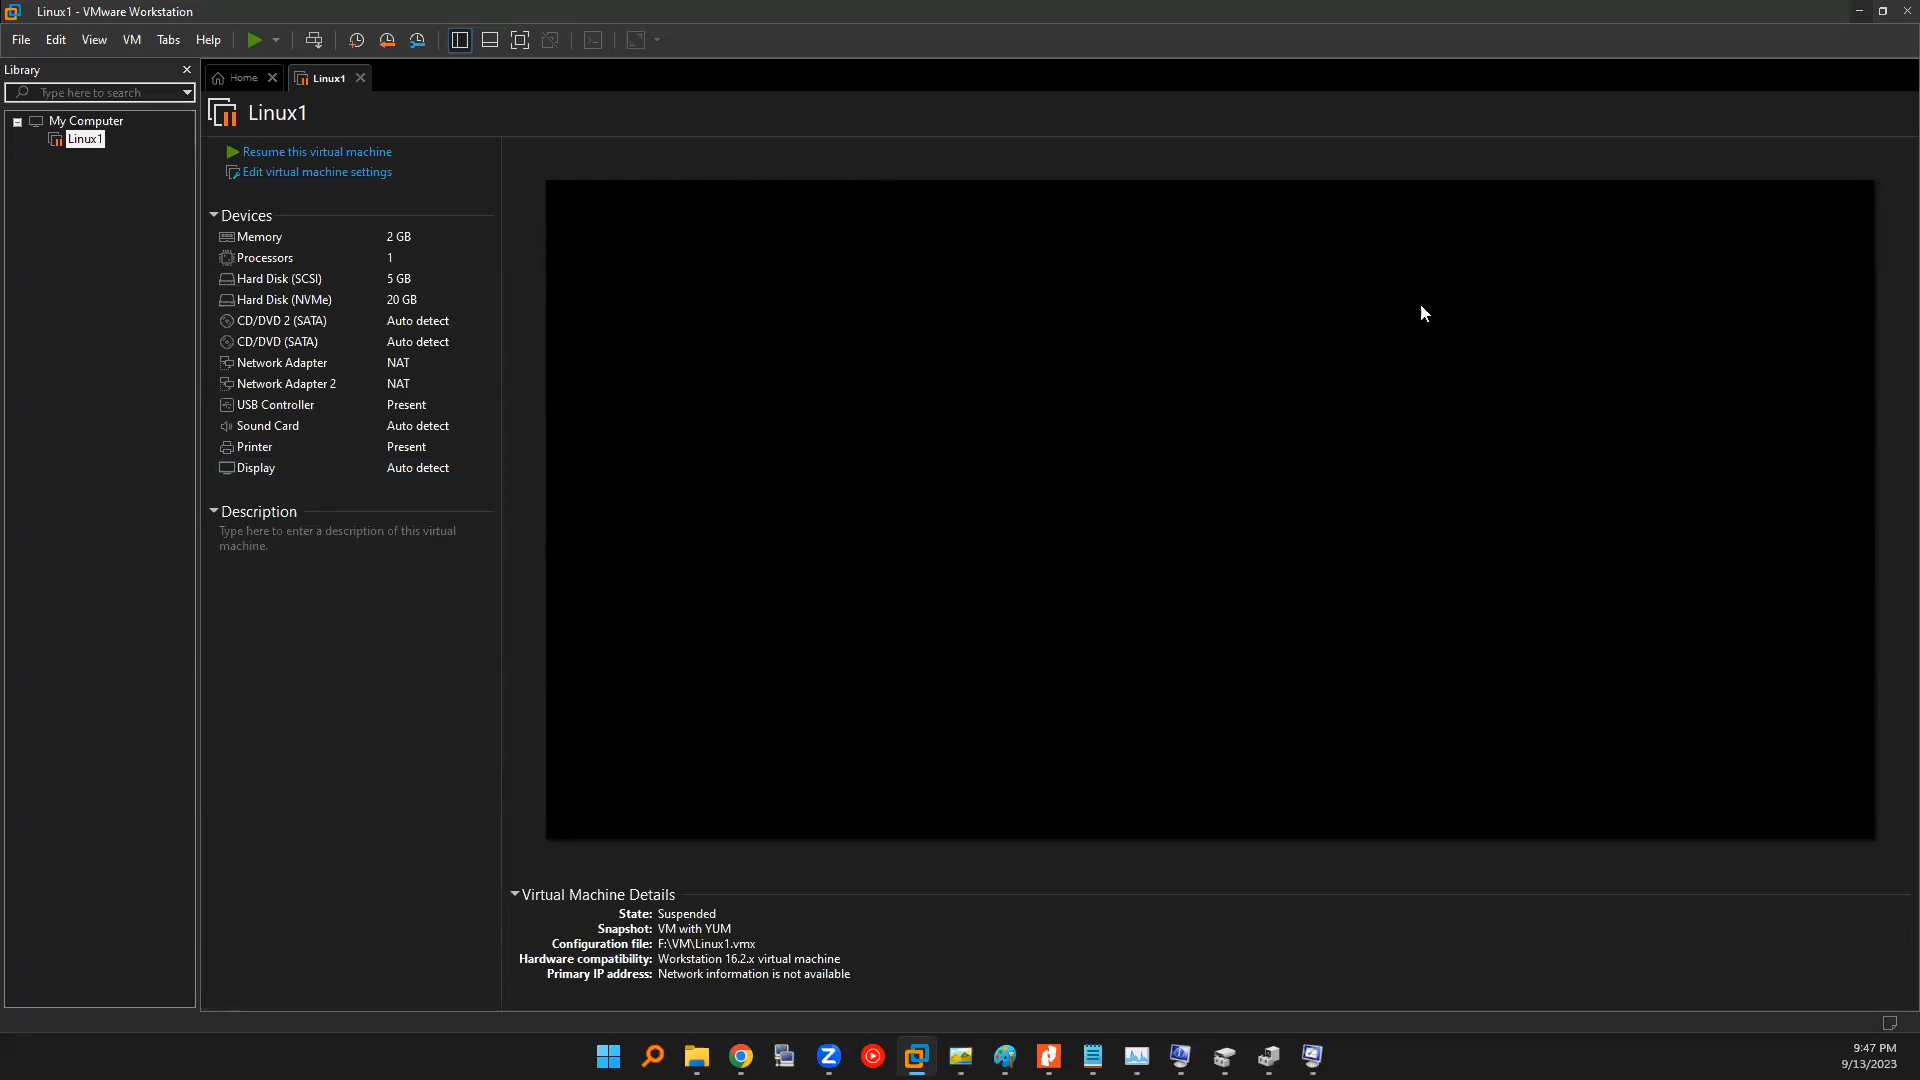 Linux1 - VMware Workstation
File Edit View VM Tabs Help
Library
Type here to search
My Computer
Linux1
Home
Linux1
Linux1
Resume this virtual machine
Edit virtual machine settings
Devices
Memory 2 GB
Processors 1
Hard Disk (SCSI) 5 GB
Hard Disk (NVMe) 20 GB
CD/DVD 2 (SATA) Auto detect
CD/DVD (SATA) Auto detect
Network Adapter NAT
Network Adapter 2 NAT
USB Controller Present
Sound Card Auto detect
Printer Present
Display Auto detect
Description
Type here to enter a description of this virtual
machine.
Virtual Machine Details
State: Suspended
Snapshot: VM with YUM
Configuration file: F:\VM\Linux1.vmx
Hardware compatibility: Workstation 16.2.x virtual machine
Primary IP address: Network information is not available
9:47 PM
9/13/2023